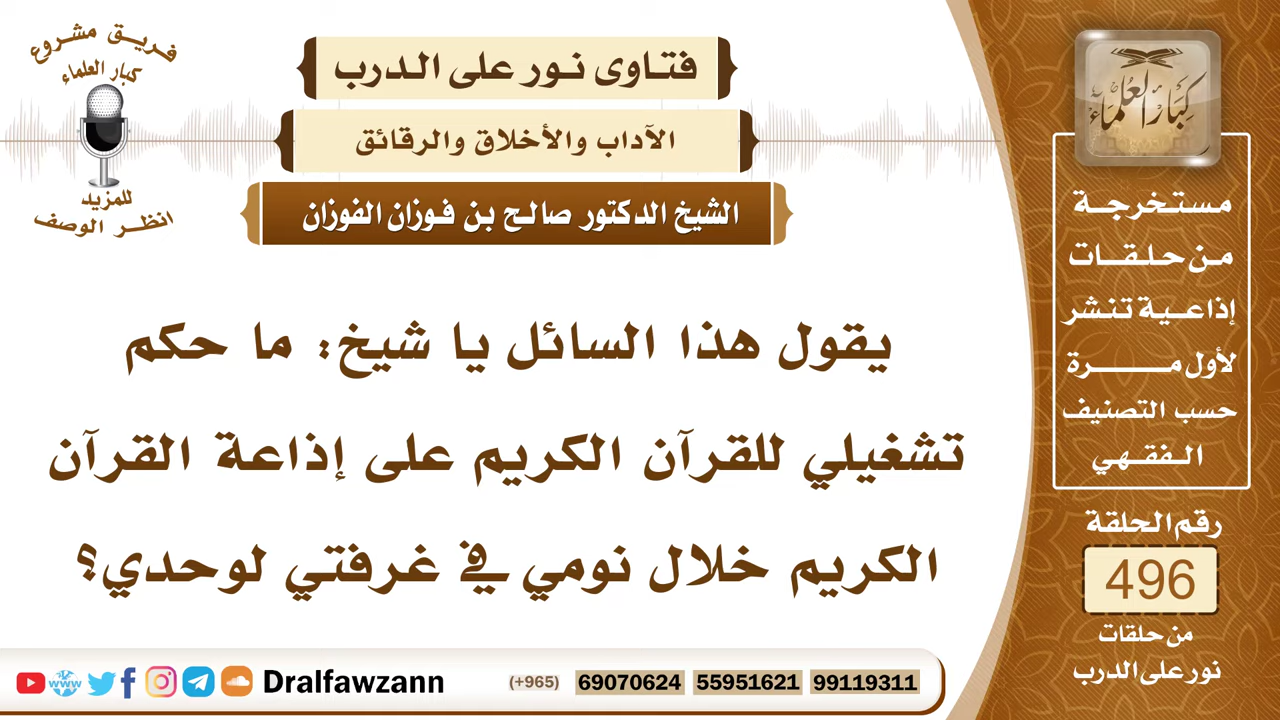 فريق مشروع
كبار العلماء
للمزيد
انظر الوصف
فتاوى نور على الدرب
الآداب والأخلاق والرقائق
الشيخ الدكتور صالح بن فوزان الفوزان
يقول هذا السائل يا شيخ: ما حكم
تشغيلي للقرآن الكريم على إذاعة القرآن
الكريم خلال نومي في غرفتي لوحدي؟
كبار العلماء
مستخرجة
من حلقات
إذاعية تنشر
لأول مرة
حسب التصنيف
الفقهي
رقم الحلقة
496
من حلقات
نور على الدرب
www Dralfawzann (+965) 69070624 55951621 99119311